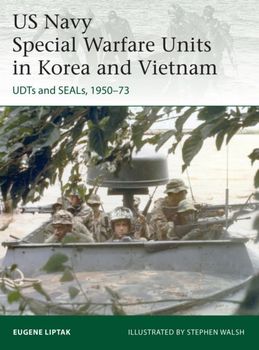 US Navy
Special Warfare Units
in Korea and Vietnam
UDTs and SEALs, 1950–73
EUGENE LIPTAK
ILLUSTRATED BY STEPHEN WALSH